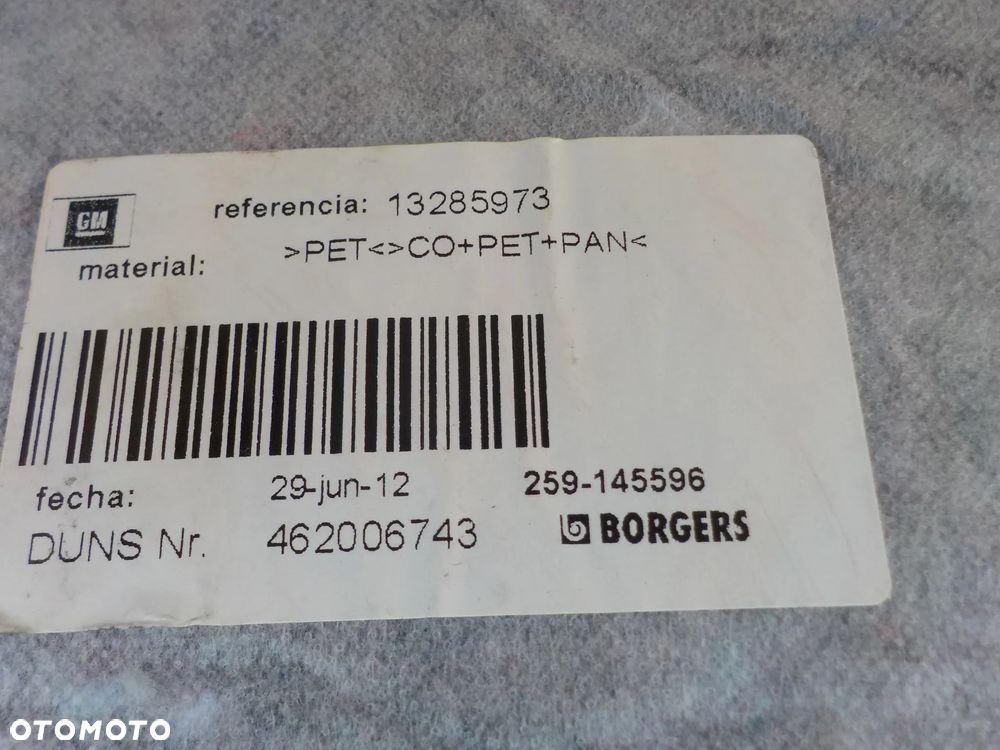 GM
referencia: 13285973
material: >PET<>CO+PET+PAN<
fecha: 29-jun-12 259-145596
DUNS Nr. 462006743 BORGERS
OTOMOTO